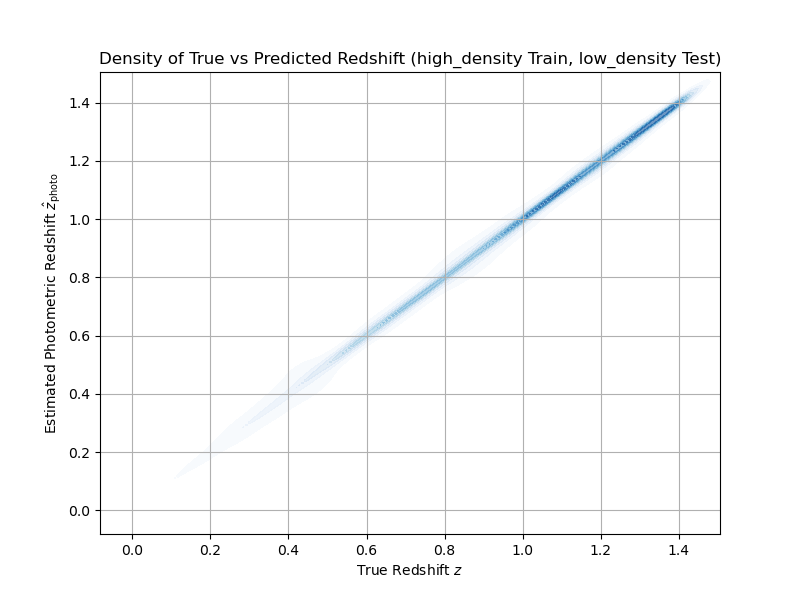 Density of True vs Predicted Redshift (high_density Train, low_density Test)
Estimated Photometric Redshift ẑ_photo
1.4
1.2
1.0
0.8
0.6
0.4
0.2
0.0
0.0 0.2 0.4 0.6 0.8 1.0 1.2 1.4
True Redshift z